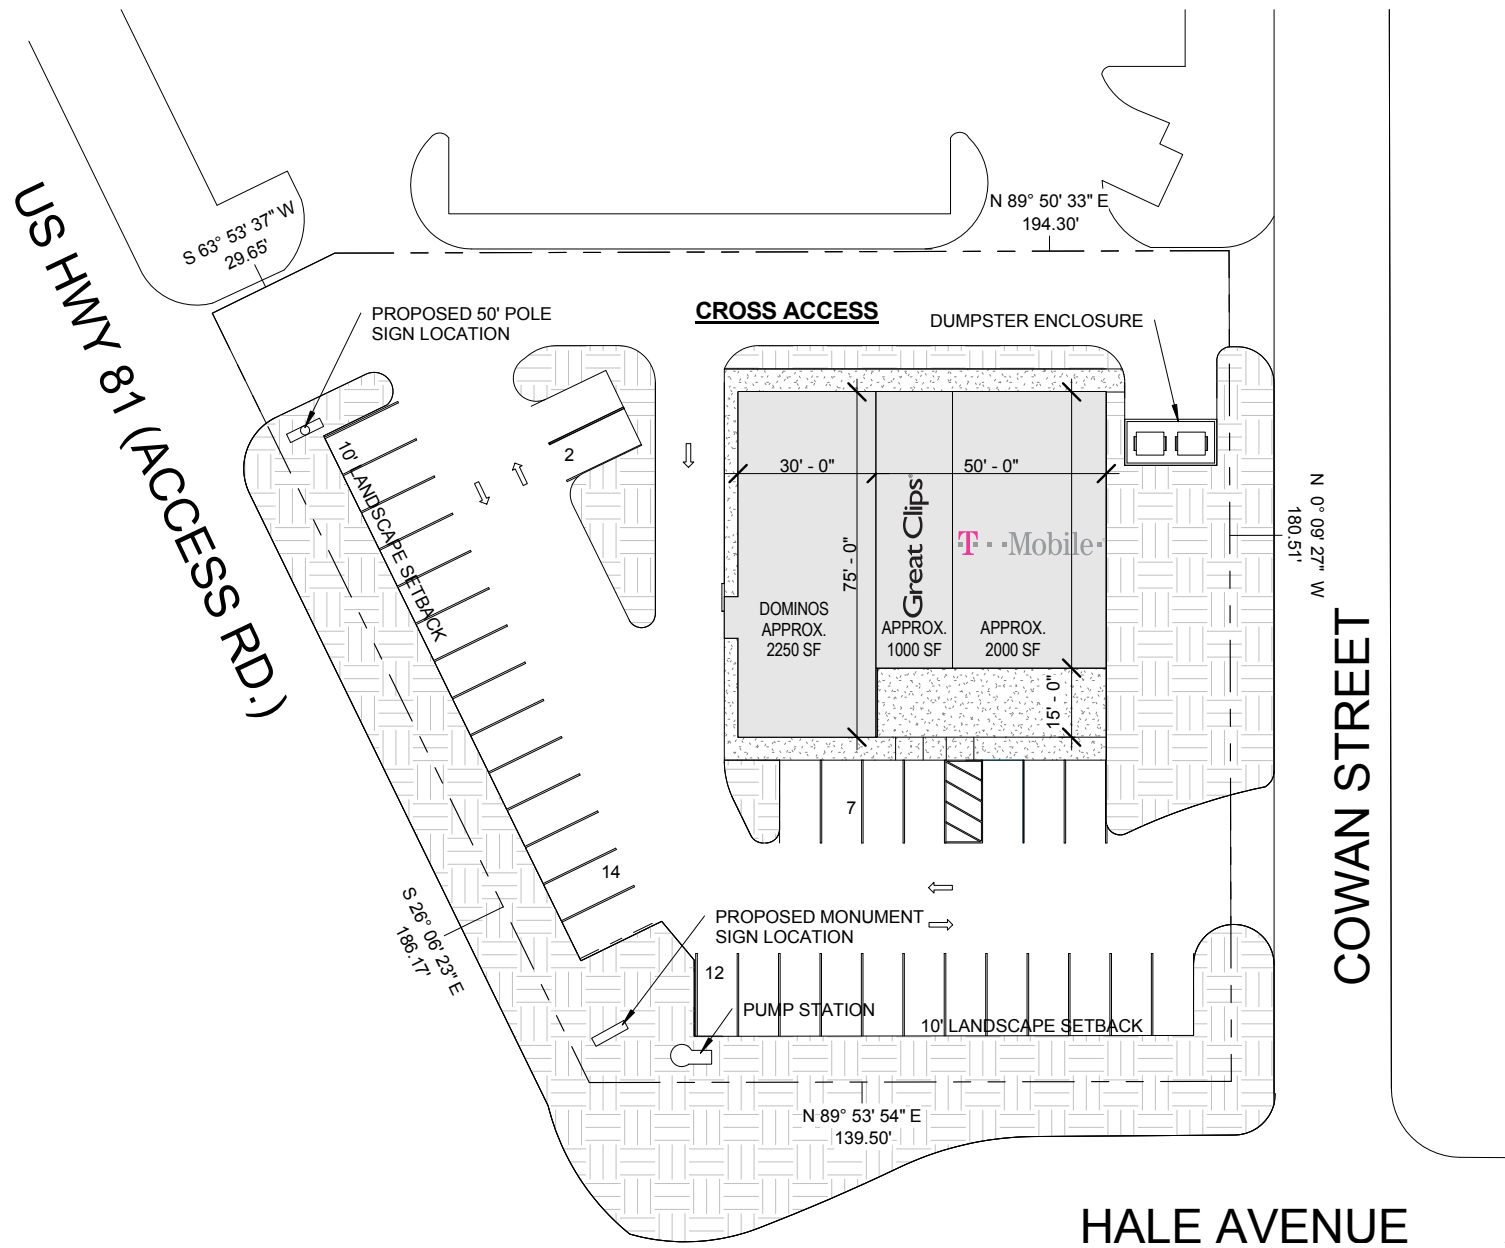 N 89° 50' 33" E
194.30'
S 63° 53' 37" W
29.65'
US HWY 81 (ACCESS RD.)
PROPOSED 50' POLE
SIGN LOCATION
CROSS ACCESS
DUMPSTER ENCLOSURE
10' LANDSCAPE SETBACK
2
30' - 0"
50' - 0"
75' - 0"
Great Clips®
T··Mobile·
DOMINOS
APPROX.
2250 SF
APPROX.
1000 SF
APPROX.
2000 SF
15' - 0"
N 0° 09' 27" W
180.51'
COWAN STREET
7
14
S 26° 06' 23" E
186.17'
PROPOSED MONUMENT
SIGN LOCATION
12
PUMP STATION
10' LANDSCAPE SETBACK
N 89° 53' 54" E
139.50'
HALE AVENUE